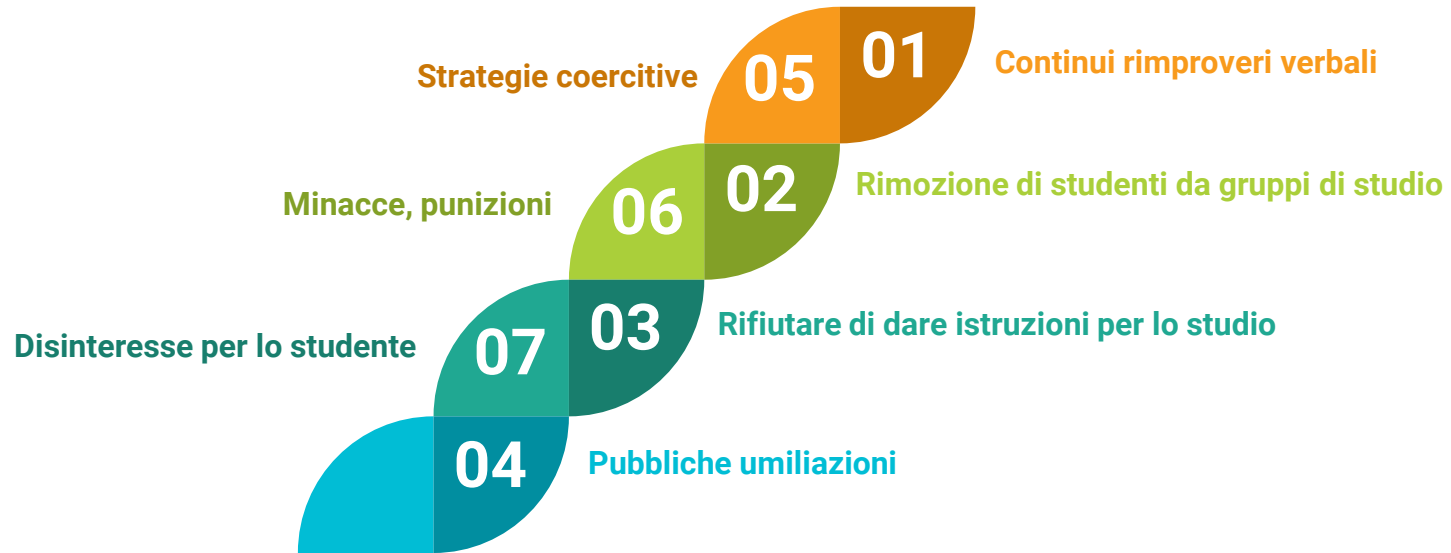 01
Continui rimproveri verbali
02
Rimozione di studenti da gruppi di studio
03
Rifiutare di dare istruzioni per lo studio
04
Pubbliche umiliazioni
05
Strategie coercitive
06
Minacce, punizioni
07
Disinteresse per lo studente